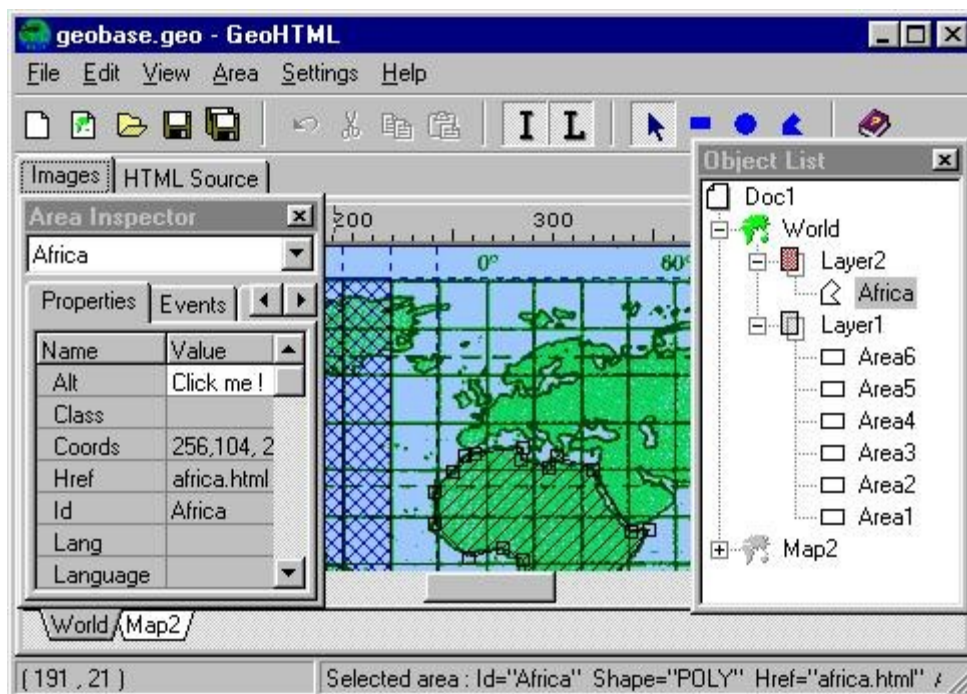 geobase.geo - GeoHTML
File Edit View Area Settings Help
I L
Images HTML Source
Object List
Doc1
World
Layer2
Africa
Layer1
Area6
Area5
Area4
Area3
Area2
Area1
Map2
Area Inspector
Africa
Properties Events
Name Value
Alt Click me !
Class
Coords 256,104, 2
Href africa.html
Id Africa
Lang
Language
200 300
0° 60°
World Map2
( 191 , 21 ) Selected area : Id="Africa" Shape="POLY" Href="africa.html"